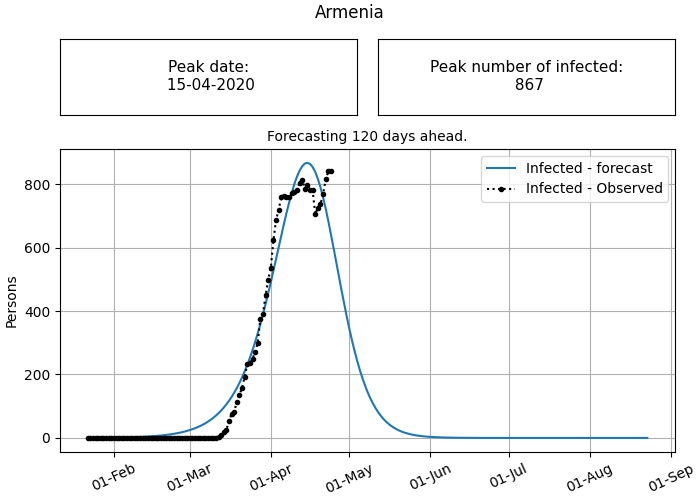 Armenia
Peak date:
15-04-2020
Peak number of infected:
867
Forecasting 120 days ahead.
Infected - forecast
Infected - Observed
Persons
800
600
400
200
0
01-Feb
01-Mar
01-Apr
01-May
01-Jun
01-Jul
01-Aug
01-Sep